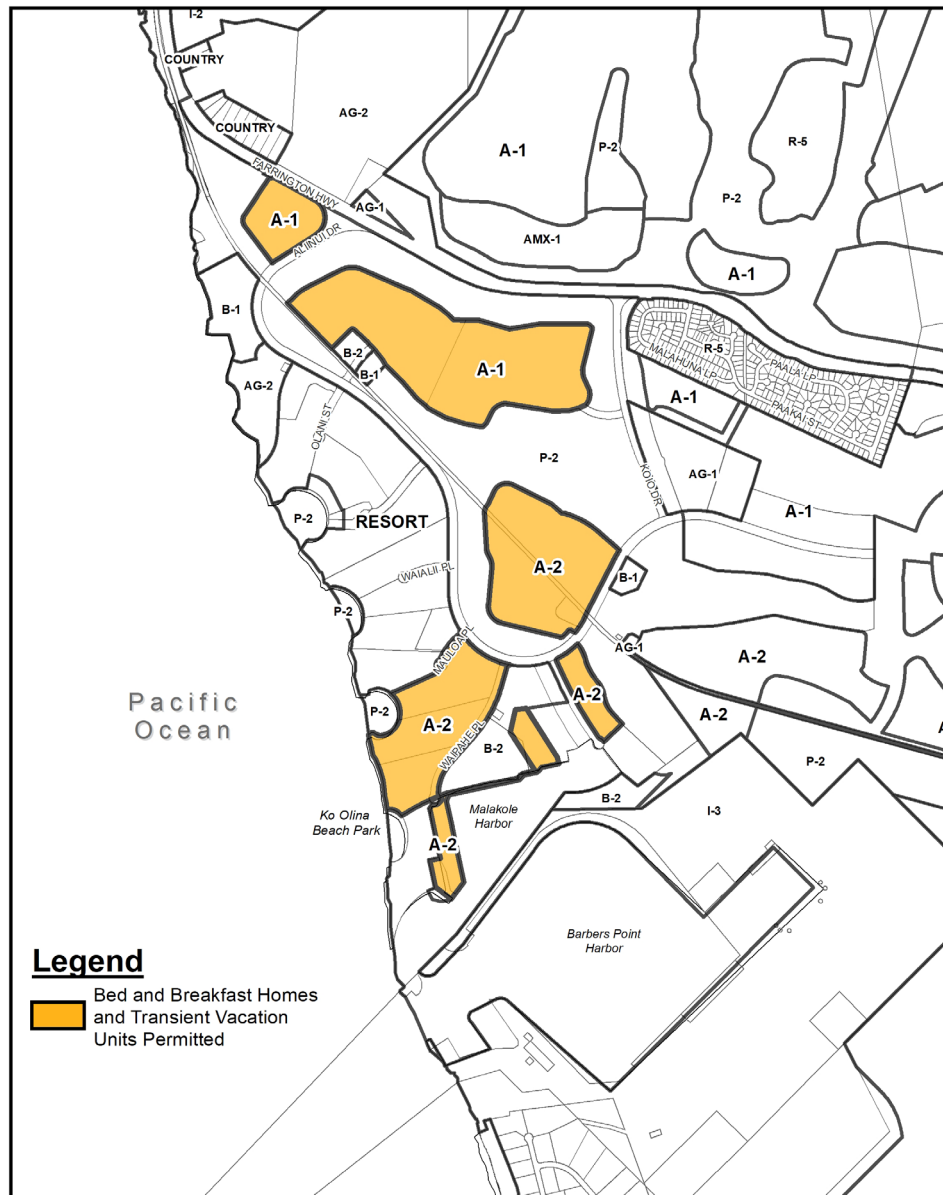 I-2
COUNTRY
COUNTRY
AG-2
A-1
P-2
R-5
P-2
FARRINGTON HWY
AG-1
A-1
ALIINUI DR
AMX-1
A-1
B-1
B-2
B-1
A-1
R-5
PAALA LP
MALAHUNA LP
PAAKAI ST
AG-2
OLANI ST
A-1
P-2
AG-1
KOIO DR
A-1
P-2
RESORT
WAIALII PL
A-2
B-1
P-2
MAULOA PL
AG-1
A-2
Pacific
Ocean
P-2
A-2
A-2
A-2
WAIPAHE PL
B-2
P-2
B-2
I-3
Ko Olina
Beach Park
Malakole
Harbor
A-2
Barbers Point
Harbor
Legend
Bed and Breakfast Homes
and Transient Vacation
Units Permitted